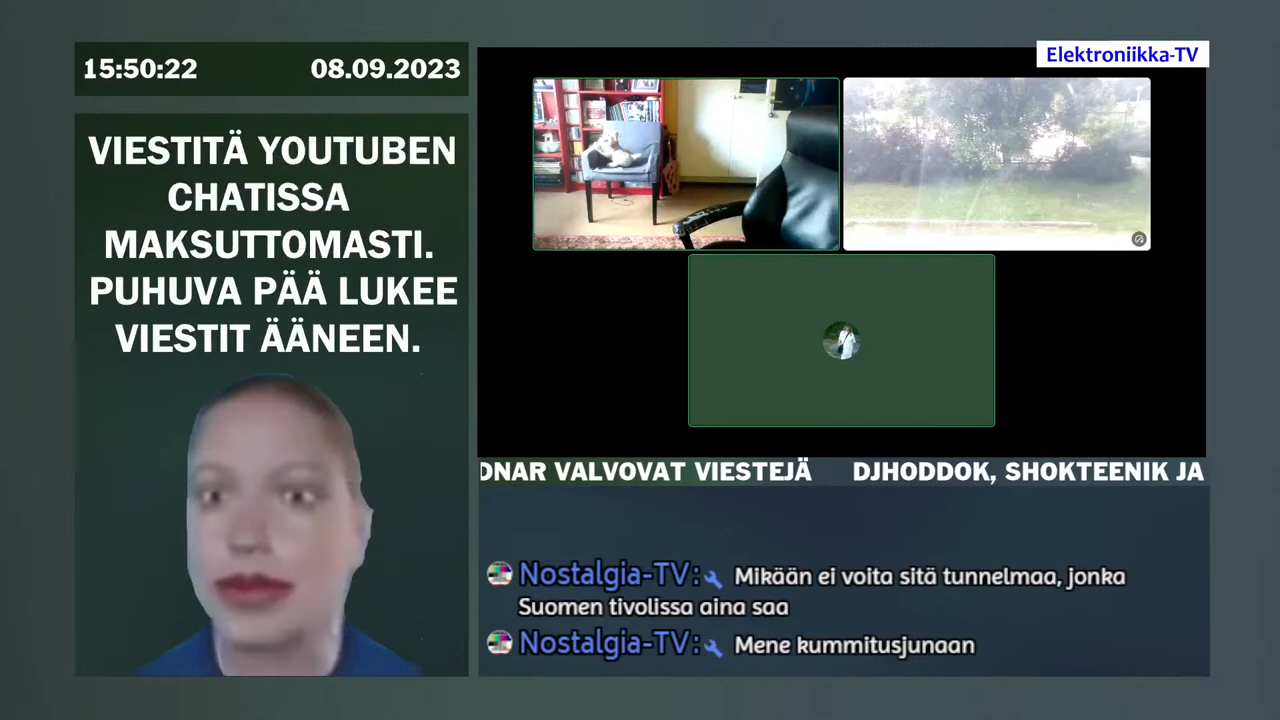 15:50:22 08.09.2023
VIESTITÄ YOUTUBEN
CHATISSA
MAKSUTTOMASTI.
PUHUVA PÄÄ LUKEE
VIESTIT ÄÄNEEN.
Elektroniikka-TV
ONAR VALVOVAT VIESTEJÄ DJHODDOK, SHOKTEENIK JA
Nostalgia-TV: Mikään ei voita sitä tunnelmaa, jonka
Suomen tivolissa aina saa
Nostalgia-TV: Mene kummitusjunaan